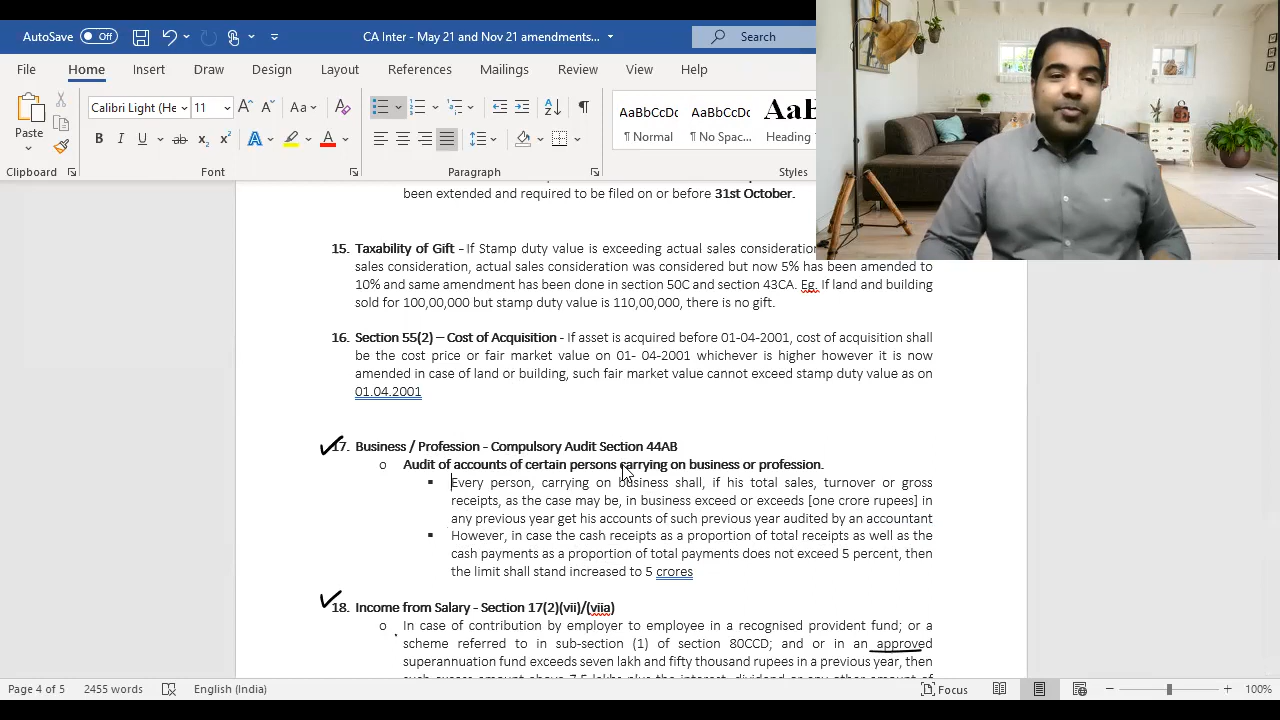 AutoSave Off CA Inter - May 21 and Nov 21 amendments... Search
File Home Insert Draw Design Layout References Mailings Review View Help
Paste
Calibri Light (He 11 A A Aa A
B I U ab x2 x2 A A
AaBbCcDc AaBbCcDc AaB
¶ Normal ¶ No Spac... Heading
Clipboard Font Paragraph Styles
been extended and required to be filed on or before 31st October.
15. Taxability of Gift - If Stamp duty value is exceeding actual sales consideration
sales consideration, actual sales consideration was considered but now 5% has been amended to
10% and same amendment has been done in section 50C and section 43CA. Eg. If land and building
sold for 100,00,000 but stamp duty value is 110,00,000, there is no gift.
16. Section 55(2) – Cost of Acquisition - If asset is acquired before 01-04-2001, cost of acquisition shall
be the cost price or fair market value on 01- 04-2001 whichever is higher however it is now
amended in case of land or building, such fair market value cannot exceed stamp duty value as on
01.04.2001
17. Business / Profession - Compulsory Audit Section 44AB
o Audit of accounts of certain persons carrying on business or profession.
▪ Every person, carrying on business shall, if his total sales, turnover or gross
receipts, as the case may be, in business exceed or exceeds [one crore rupees] in
any previous year get his accounts of such previous year audited by an accountant
▪ However, in case the cash receipts as a proportion of total receipts as well as the
cash payments as a proportion of total payments does not exceed 5 percent, then
the limit shall stand increased to 5 crores
18. Income from Salary - Section 17(2)(vii)/(viia)
o In case of contribution by employer to employee in a recognised provident fund; or a
scheme referred to in sub-section (1) of section 80CCD; and or in an approved
superannuation fund exceeds seven lakh and fifty thousand rupees in a previous year, then
Page 4 of 5 2455 words English (India) Focus 100%